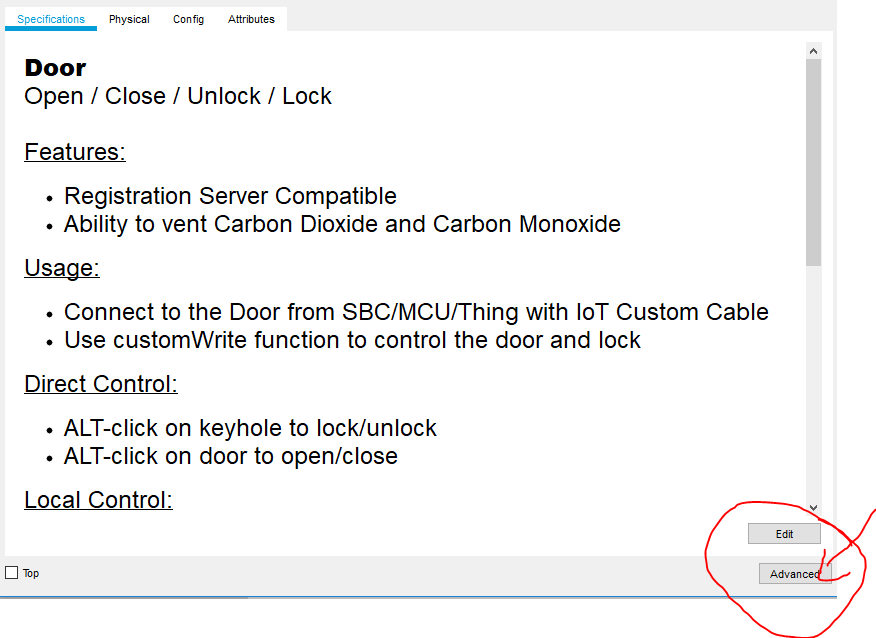 Specifications Physical Config Attributes
Door
Open / Close / Unlock / Lock
Features:
• Registration Server Compatible
• Ability to vent Carbon Dioxide and Carbon Monoxide
Usage:
• Connect to the Door from SBC/MCU/Thing with IoT Custom Cable
• Use customWrite function to control the door and lock
Direct Control:
• ALT-click on keyhole to lock/unlock
• ALT-click on door to open/close
Local Control:
Edit
Top
Advanced